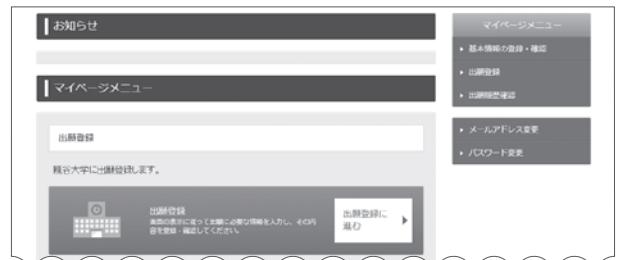 お知らせ
マイページメニュー
出願登録
龍谷大学に出願登録します。
出願登録
画面の表示に従って出願に必要な情報を入力し、その内
容を登録・確認してください。
出願登録に
進む
マイページメニュー
基本情報の登録・確認
出願登録
出願履歴確認
メールアドレス変更
パスワード変更